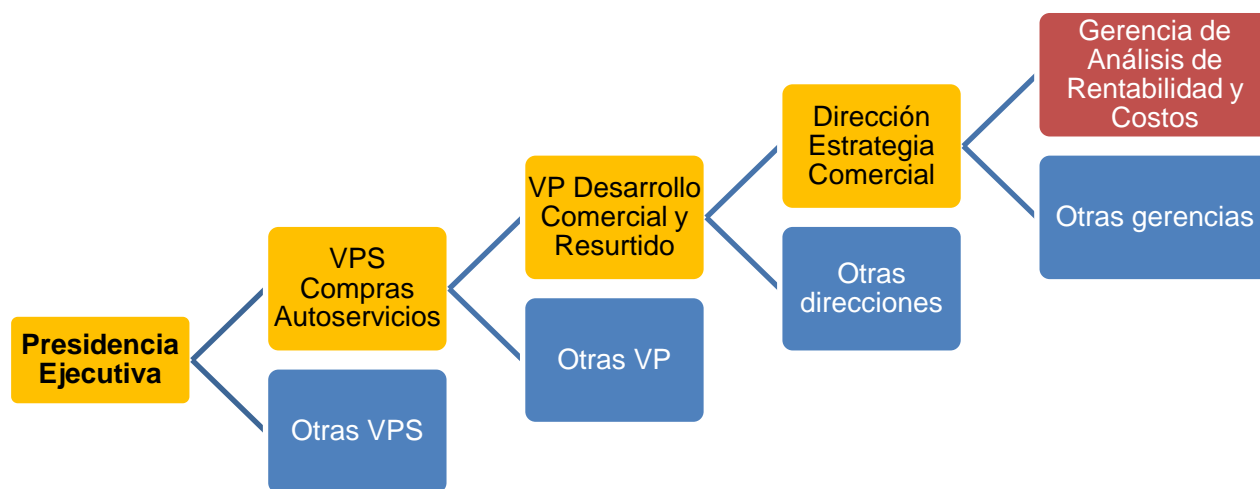 Presidencia
Ejecutiva
VPS
Compras
Autoservicios
Otras VPS
VP Desarrollo
Comercial y
Resurtido
Otras VP
Dirección
Estrategia
Comercial
Otras
direcciones
Gerencia de
Análisis de
Rentabilidad y
Costos
Otras gerencias